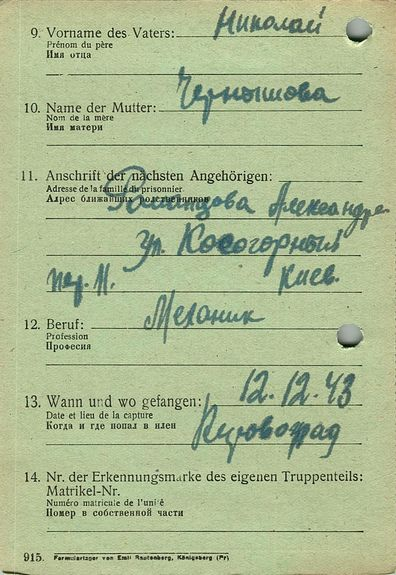 9. Vorname des Vaters: Николай
Prénom du père
Имя отца
10. Name der Mutter: Чернышова
Nom de la mère
Имя матери
11. Anschrift der nächsten Angehörigen:
Adresse de la famille du prisonnier
Адрес ближайших родственников
Александра
ул. Косогорный
пер. Киев.
12. Beruf: Механик
Profession
Професия
13. Wann und wo gefangen: 12.12.43
Date et lieu de la capture
Когда и где попал в плен Кировоград
14. Nr. der Erkennungsmarke des eigenen Truppenteils:
Matrikel-Nr.
Numéro matricule de l'unité
Номер в собственной части
915. Formularlager von Emil Rautenberg, Königsberg (Pr)